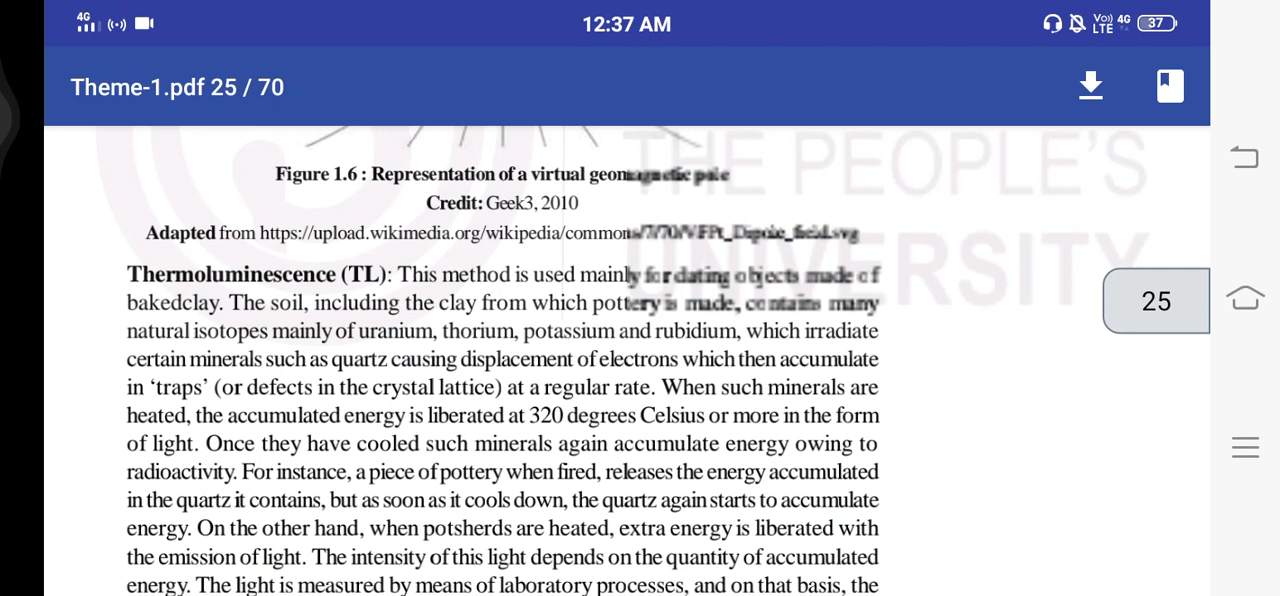 4G
12:37 AM
Vo) 4G
LTE
37
Theme-1.pdf 25 / 70
THE PEOPLE'S
UNIVERSITY
Figure 1.6 : Representation of a virtual geomagnetic pole
Credit: Geek3, 2010
Adapted from https://upload.wikimedia.org/wikipedia/commons/7/70/VFPt_Dipole_field.svg
Thermoluminescence (TL): This method is used mainly for dating objects made of
bakedclay. The soil, including the clay from which pottery is made, contains many
natural isotopes mainly of uranium, thorium, potassium and rubidium, which irradiate
certain minerals such as quartz causing displacement of electrons which then accumulate
in ‘traps’ (or defects in the crystal lattice) at a regular rate. When such minerals are
heated, the accumulated energy is liberated at 320 degrees Celsius or more in the form
of light. Once they have cooled such minerals again accumulate energy owing to
radioactivity. For instance, a piece of pottery when fired, releases the energy accumulated
in the quartz it contains, but as soon as it cools down, the quartz again starts to accumulate
energy. On the other hand, when potsherds are heated, extra energy is liberated with
the emission of light. The intensity of this light depends on the quantity of accumulated
energy. The light is measured by means of laboratory processes, and on that basis, the
25